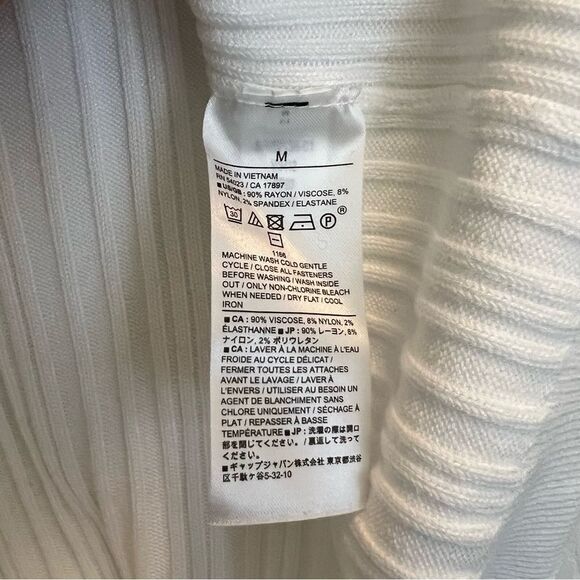 M
MADE IN VIETNAM
RN 54023 / CA 17897
■ US/GB : 90% RAYON / VISCOSE, 8%
NYLON, 2% SPANDEX / ELASTANE
30 P ®
1166
MACHINE WASH COLD GENTLE
CYCLE / CLOSE ALL FASTENERS
BEFORE WASHING / WASH INSIDE
OUT / ONLY NON-CHLORINE BLEACH
WHEN NEEDED / DRY FLAT / COOL
IRON
■ CA : 90% VISCOSE, 8% NYLON, 2%
ÉLASTHANNE ■ JP : 90% レーヨン, 8%
ナイロン, 2% ポリウレタン
■ CA : LAVER À LA MACHINE À L'EAU
FROIDE AU CYCLE DÉLICAT /
FERMER TOUTES LES ATTACHES
AVANT LE LAVAGE / LAVER À
L'ENVERS / UTILISER AU BESOIN UN
AGENT DE BLANCHIMENT SANS
CHLORE UNIQUEMENT / SÉCHAGE À
PLAT / REPASSER À BASSE
TEMPÉRATURE ■ JP : 洗濯の際は開口
部を閉じてください。/ 裏返して洗って
ください。
■ ギャップジャパン株式会社 東京都渋谷
区千駄ケ谷5-32-10